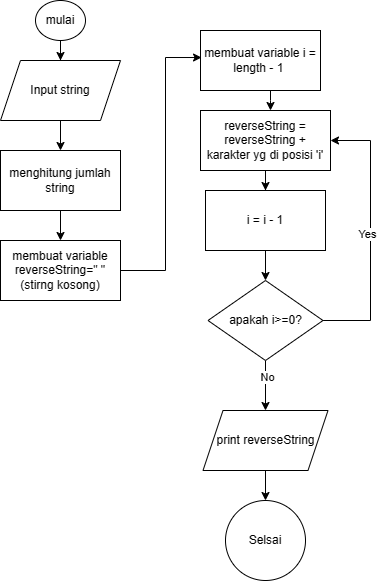 mulai
Input string
menghitung jumlah
string
membuat variable
reverseString=" "
(stirng kosong)
membuat variable i =
length - 1
reverseString =
reverseString +
karakter yg di posisi 'i'
i = i - 1
Yes
apakah i>=0?
No
print reverseString
Selsai